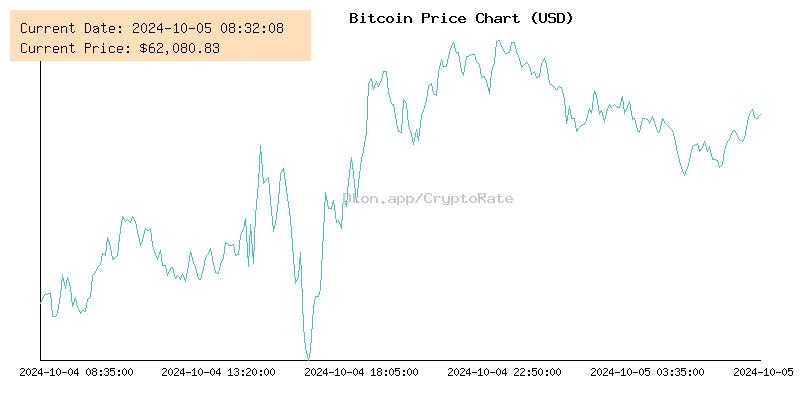 Bitcoin Price Chart (USD)
Current Date: 2024-10-05 08:32:08
Current Price: $62,080.83
Dlon.app/CryptoRate
2024-10-04 08:35:00
2024-10-04 13:20:00
2024-10-04 18:05:00
2024-10-04 22:50:00
2024-10-05 03:35:00
2024-10-05